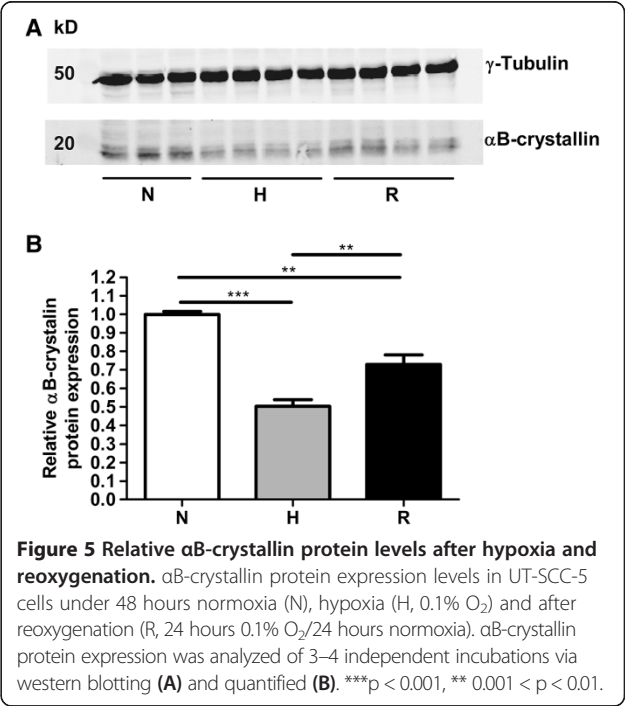 A kD
50 γ-Tubulin
20 αB-crystallin
N H R
B
**
**
***
Relative αB-crystalin
protein expression
1.2
1.1
1.0
0.9
0.8
0.7
0.6
0.5
0.4
0.3
0.2
0.1
0.0
N H R
Figure 5 Relative αB-crystallin protein levels after hypoxia and
reoxygenation. αB-crystallin protein expression levels in UT-SCC-5
cells under 48 hours normoxia (N), hypoxia (H, 0.1% O₂) and after
reoxygenation (R, 24 hours 0.1% O₂/24 hours normoxia). αB-crystallin
protein expression was analyzed of 3–4 independent incubations via
western blotting (A) and quantified (B). ***p < 0.001, ** 0.001 < p < 0.01.